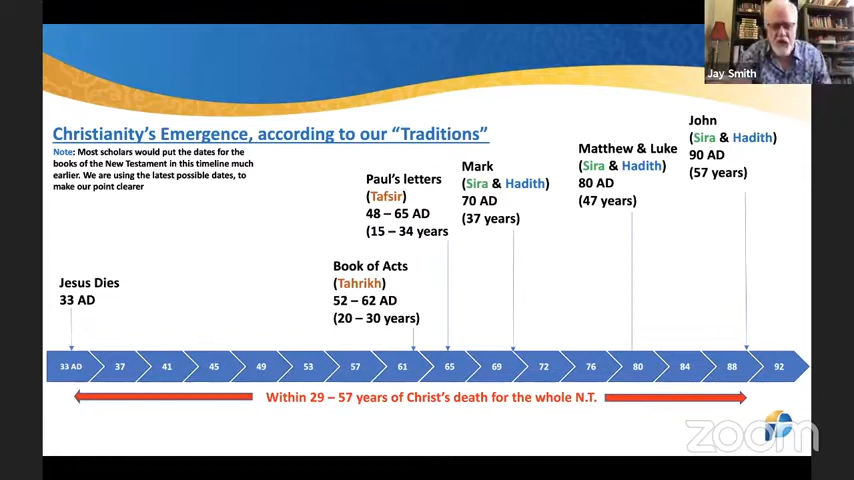 Jay Smith
Christianity's Emergence, according to our "Traditions"
Note: Most scholars would put the dates for the
books of the New Testament in this timeline much
earlier. We are using the latest possible dates, to
make our point clearer
John
(Sira & Hadith)
90 AD
(57 years)
Matthew & Luke
(Sira & Hadith)
80 AD
(47 years)
Mark
(Sira & Hadith)
70 AD
(37 years)
Paul's letters
(Tafsir)
48 – 65 AD
(15 – 34 years
Book of Acts
(Tahrikh)
52 – 62 AD
(20 – 30 years)
Jesus Dies
33 AD
33 AD 37 41 45 49 53 57 61 65 69 72 76 80 84 88 92
Within 29 – 57 years of Christ's death for the whole N.T.
zoom